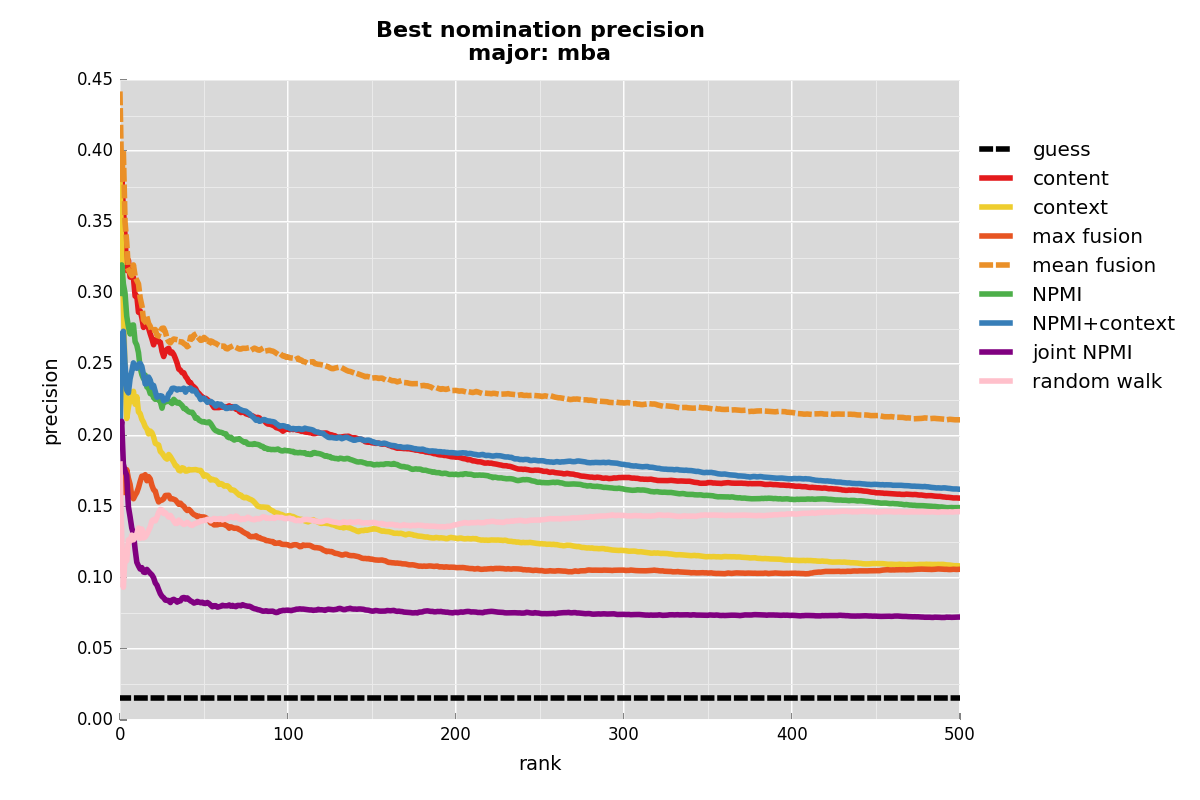 Best nomination precision
major: mba
precision
0.45
0.40
0.35
0.30
0.25
0.20
0.15
0.10
0.05
0.00
0
100
200
300
400
500
rank
guess
content
context
max fusion
mean fusion
NPMI
NPMI+context
joint NPMI
random walk